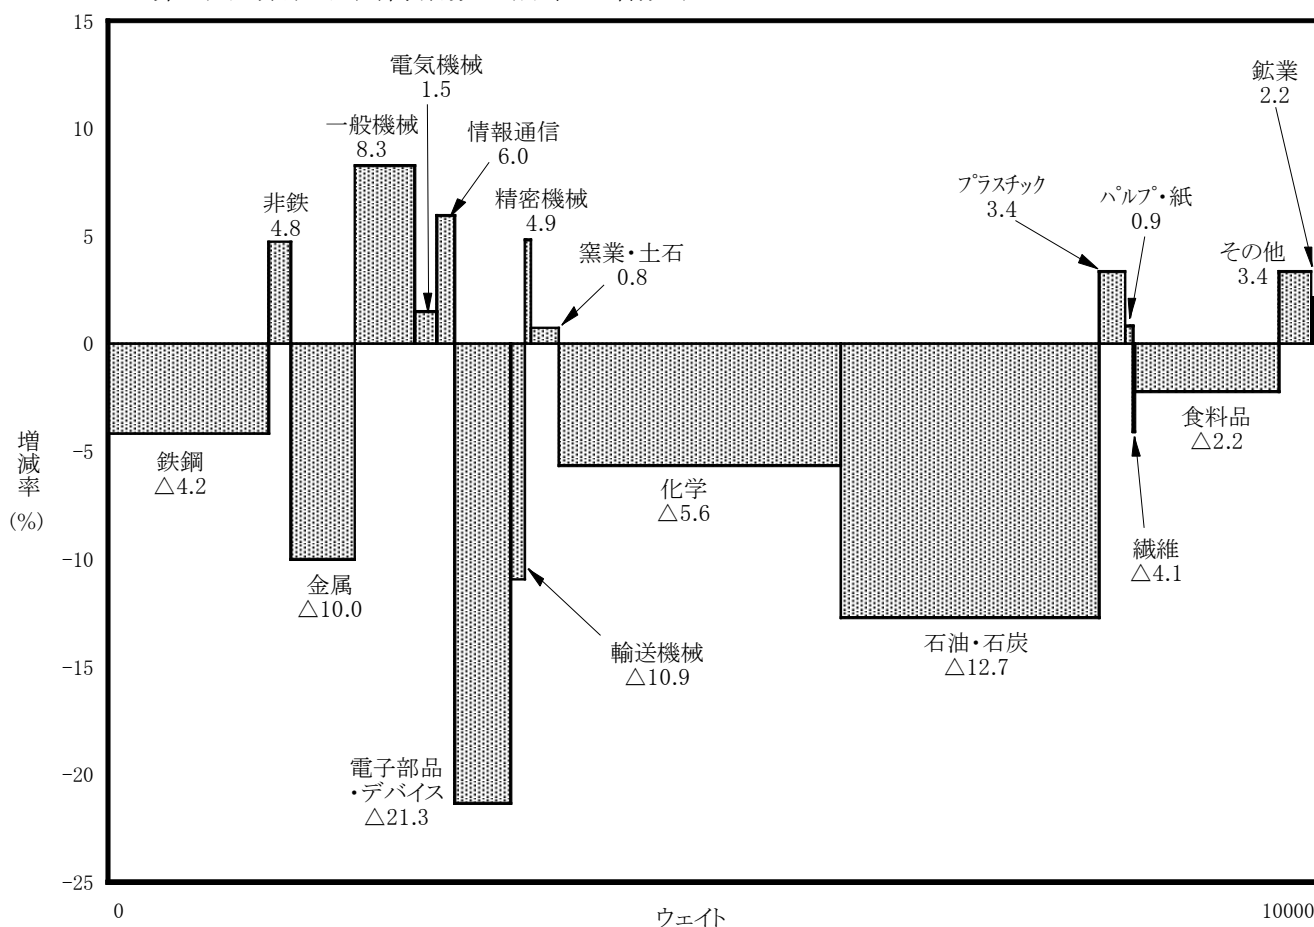 15
10
5
0
-5
-10
-15
-20
-25
増減率
(%)
電気機械
1.5
一般機械
8.3
情報通信
6.0
非鉄
4.8
精密機械
4.9
窯業・土石
0.8
プラスチック
3.4
パルプ・紙
0.9
鉱業
2.2
その他
3.4
鉄鋼
△4.2
金属
△10.0
電子部品
・デバイス
△21.3
輸送機械
△10.9
化学
△5.6
石油・石炭
△12.7
繊維
△4.1
食料品
△2.2
0
ウェイト
10000